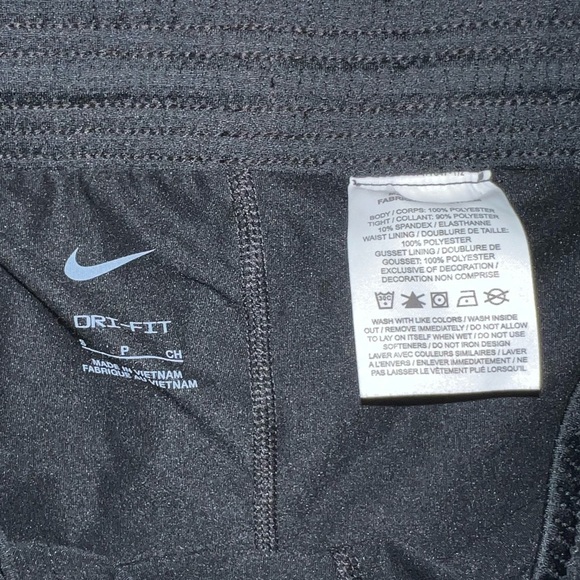 DRI-FIT
S P CH
MADE IN VIETNAM
FABRIQUÉ AU VIETNAM
BODY / CORPS: 100% POLYESTER
TIGHT / COLLANT: 90% POLYESTER
10% SPANDEX / ELASTHANNE
WAIST LINING / DOUBLURE DE TAILLE:
100% POLYESTER
GUSSET LINING / DOUBLURE DE
GOUSSET: 100% POLYESTER
EXCLUSIVE OF DECORATION /
DECORATION NON COMPRISE
WASH WITH LIKE COLORS / WASH INSIDE
OUT / REMOVE IMMEDIATELY / DO NOT ALLOW
TO LAY ON ITSELF WHEN WET / DO NOT USE
SOFTENERS / DO NOT IRON DESIGN
LAVER AVEC COULEURS SIMILAIRES / LAVER
A L'ENVERS / ENLEVER IMMEDIATEMENT / NE
PAS LAISSER LE VÊTEMENT PLIÉ LORSQU'IL